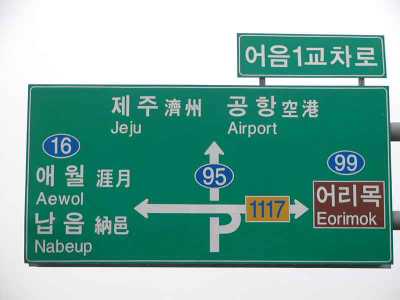 어음1교차로
제주 濟州 공항 空港
Jeju Airport
16
애월 涯月
Aewol
납읍 納邑
Nabeup
95
1117
99
어리목
Eorimok